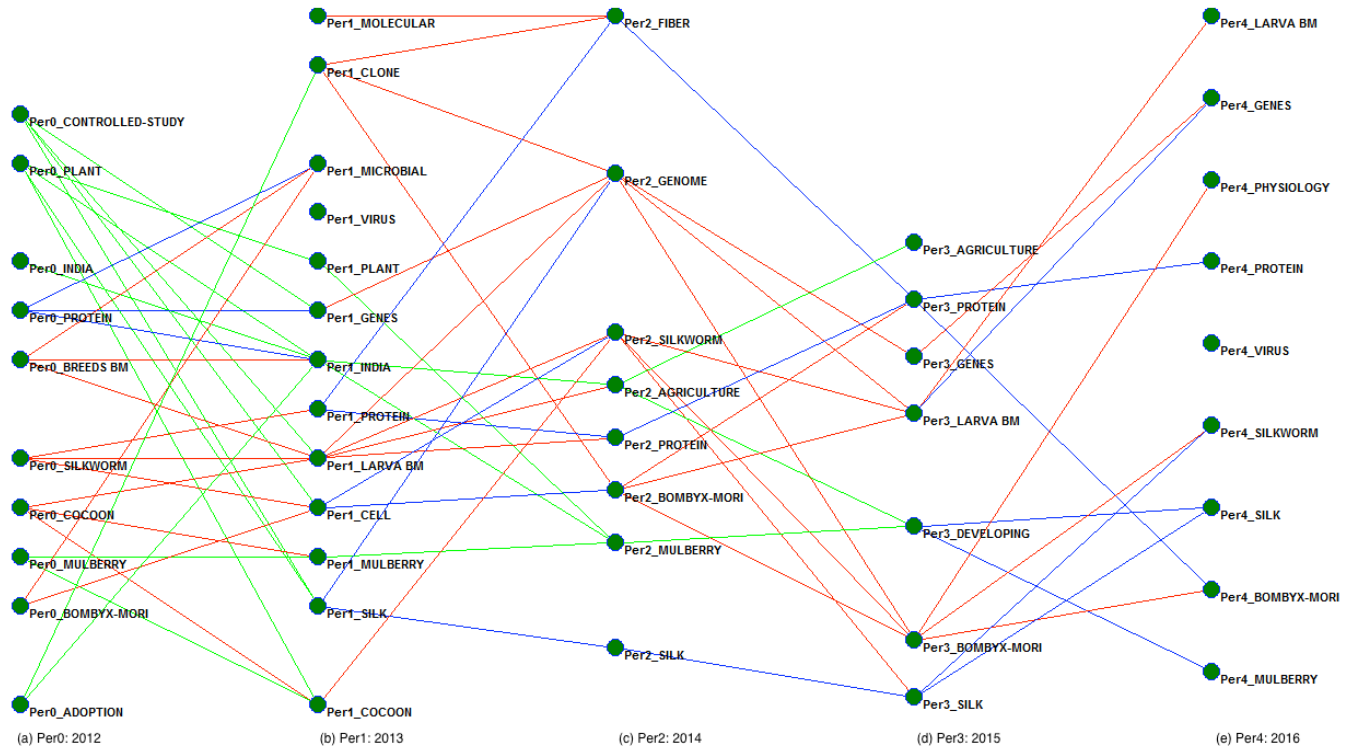 Per1_MOLECULAR
Per2_FIBER
Per4_LARVA BM
Per1_CLONE
Per4_GENES
Per0_CONTROLLED-STUDY
Per0_PLANT
Per1_MICROBIAL
Per2_GENOME
Per4_PHYSIOLOGY
Per1_VIRUS
Per3_AGRICULTURE
Per0_INDIA
Per1_PLANT
Per4_PROTEIN
Per3_PROTEIN
Per0_PROTEIN
Per1_GENES
Per2_SILKWORM
Per4_VIRUS
Per0_BREEDS BM
Per1_INDIA
Per3_GENES
Per2_AGRICULTURE
Per1_PROTEIN
Per3_LARVA BM
Per4_SILKWORM
Per2_PROTEIN
Per0_SILKWORM
Per1_LARVA BM
Per2_BOMBYX-MORI
Per0_COCOON
Per1_CELL
Per4_SILK
Per3_DEVELOPING
Per2_MULBERRY
Per0_MULBERRY
Per1_MULBERRY
Per4_BOMBYX-MORI
Per0_BOMBYX-MORI
Per1_SILK
Per3_BOMBYX-MORI
Per2_SILK
Per4_MULBERRY
Per3_SILK
Per0_ADOPTION
Per1_COCOON
(a) Per0: 2012
(b) Per1: 2013
(c) Per2: 2014
(d) Per3: 2015
(e) Per4: 2016